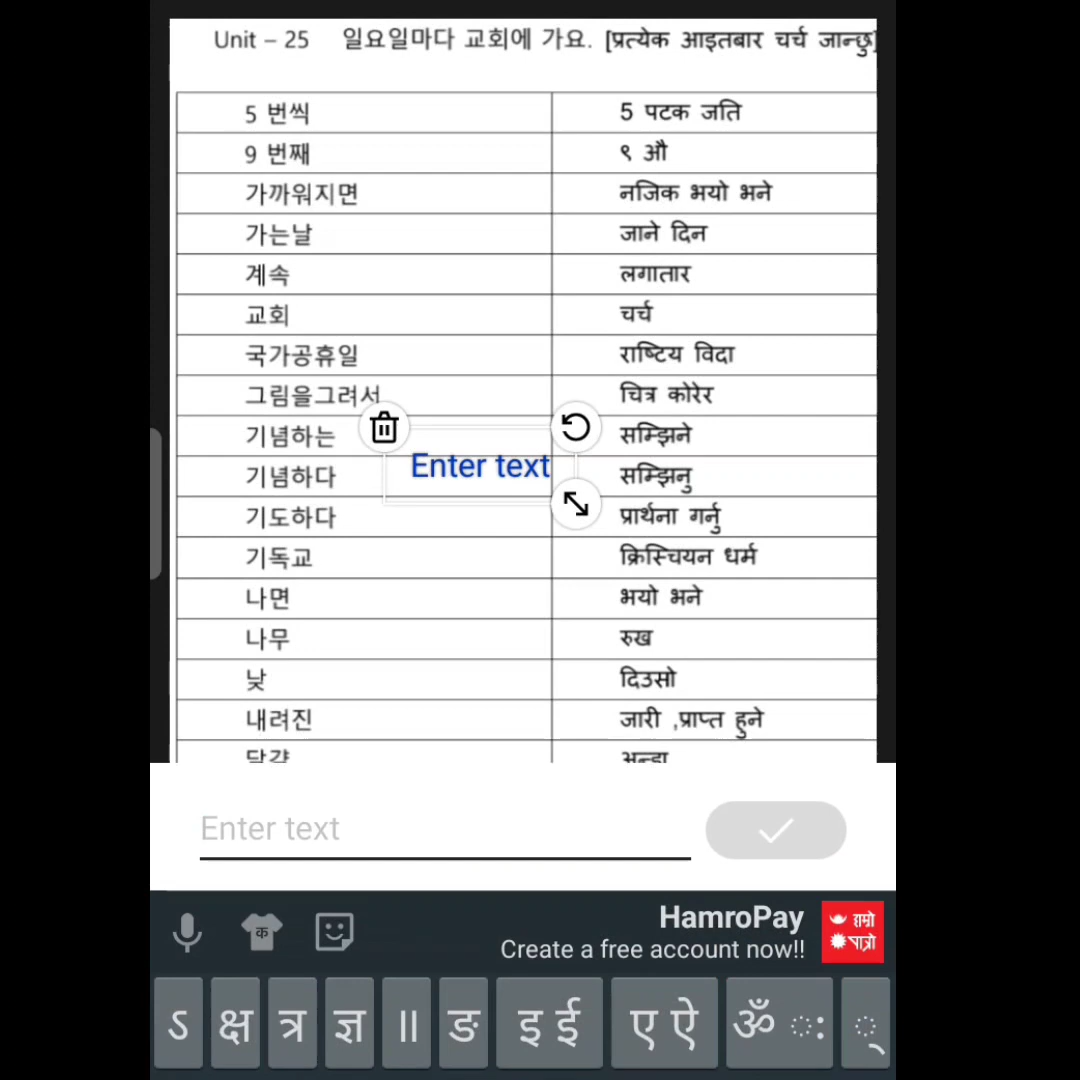 Unit – 25 일요일마다 교회에 가요. [प्रत्येक आइतबार चर्च जान्छु]
5 번씩 5 पटक जति
9 번째 ९ औ
가까워지면 नजिक भयो भने
가는날 जाने दिन
계속 लगातार
교회 चर्च
국가공휴일 राष्टिय विदा
그림을그려서 चित्र कोरेर
기념하는 सम्झिने
Enter text
기념하다 सम्झिनु
기도하다 प्रार्थना गर्नु
기독교 क्रिस्चियन धर्म
나면 भयो भने
나무 रुख
낮 दिउसो
내려진 जारी ,प्राप्त हुने
달걀 अन्डा
Enter text
क
HamroPay
Create a free account now!!
हाम्रो
पात्रो
ऽ क्ष त्र ज्ञ ॥ ङ इ ई ए ऐ ॐ ः ्